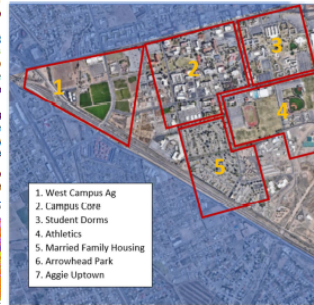 1
2
3
4
5
1. West Campus Ag
2. Campus Core
3. Student Dorms
4. Athletics
5. Married Family Housing
6. Arrowhead Park
7. Aggie Uptown